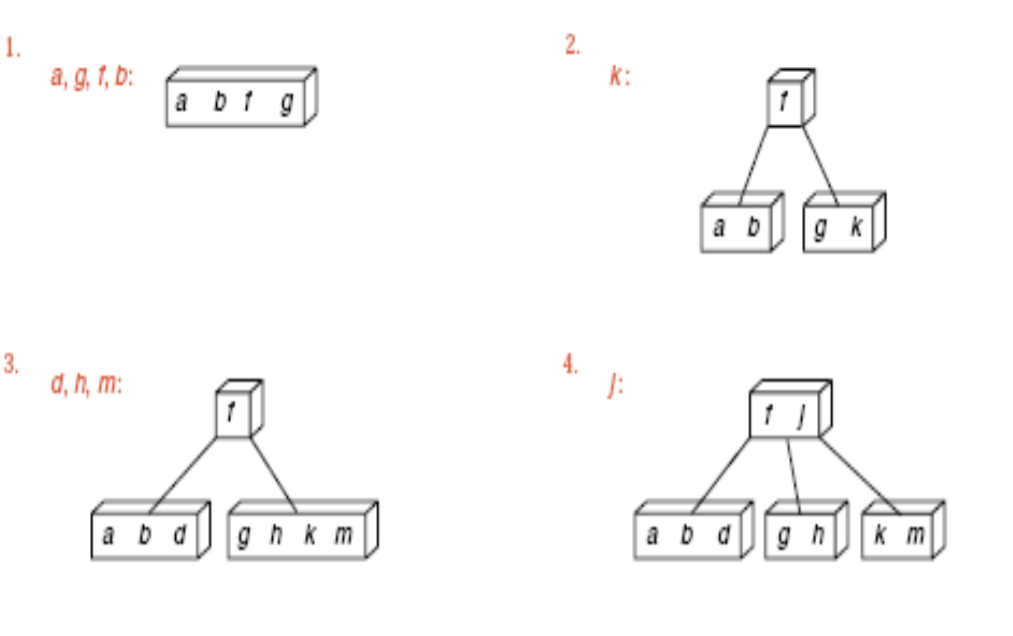 1.
a, g, f, b:
a b f g
2.
k:
f
a b
g k
3.
d, h, m:
f
a b d
g h k m
4.
j:
f j
a b d
g h
k m